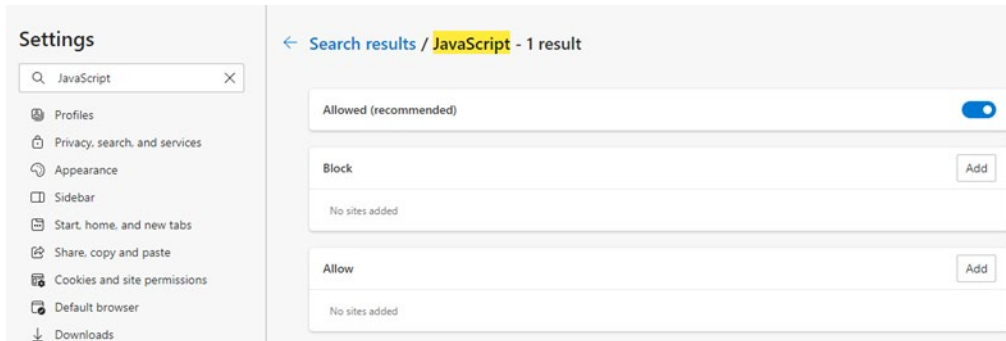 Settings
JavaScript
Profiles
Privacy, search, and services
Appearance
Sidebar
Start, home, and new tabs
Share, copy and paste
Cookies and site permissions
Default browser
Downloads
Search results / JavaScript - 1 result
Allowed (recommended)
Block
Add
No sites added
Allow
Add
No sites added